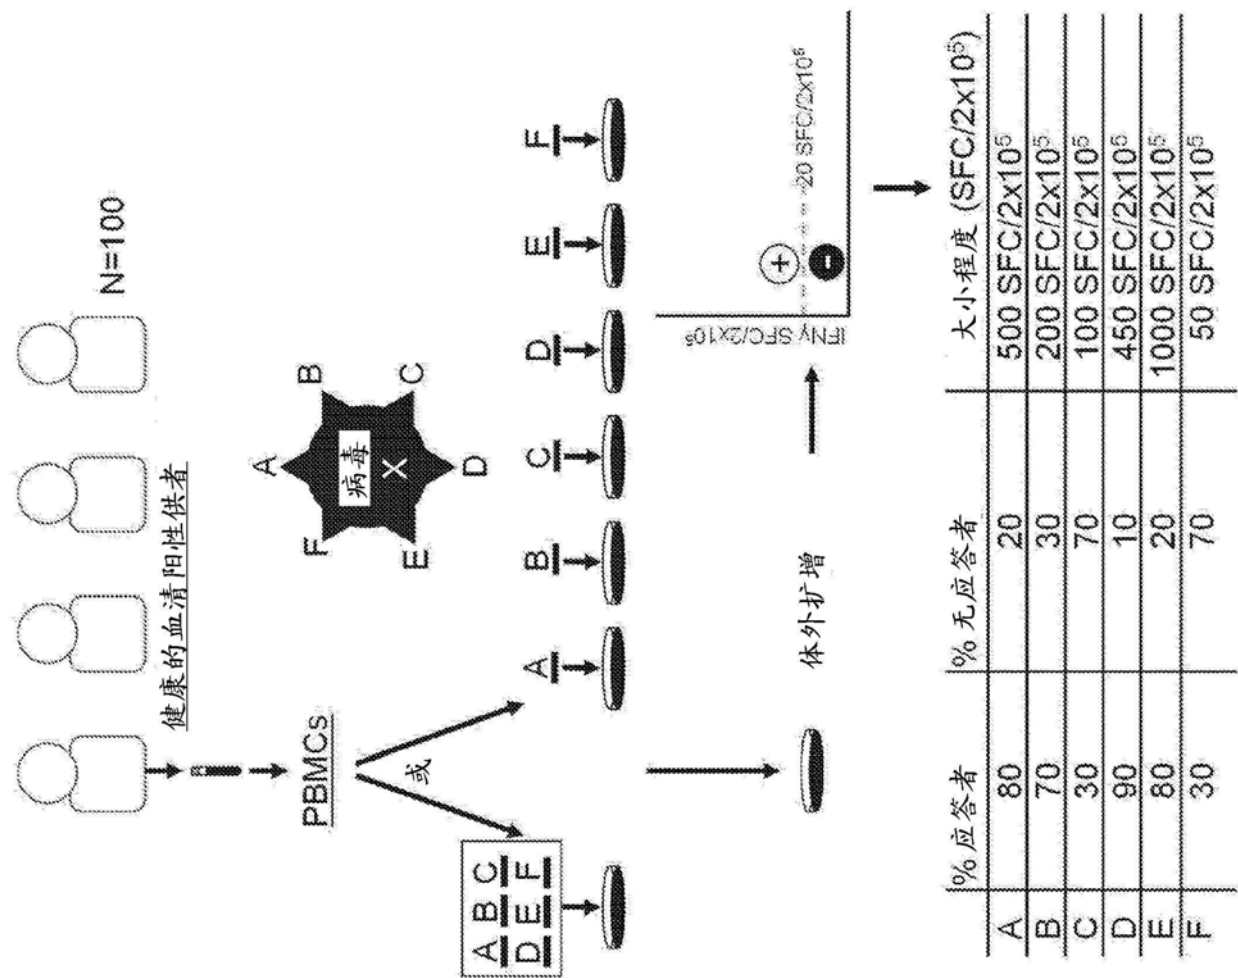 N=100
健康的血清阳性供者
PBMCs
或
A B C
D E F
A
B
C
D
E
F
病毒
X
A
B
C
D
E
F
体外扩增
IFNγ SFC/2x10⁵
+
-
20 SFC/2x10⁵
% 应答者 % 无应答者 大小程度 (SFC/2x10⁵)
A 80 20 500 SFC/2x10⁵
B 70 30 200 SFC/2x10⁵
C 30 70 100 SFC/2x10⁵
D 90 10 450 SFC/2x10⁵
E 80 20 1000 SFC/2x10⁵
F 30 70 50 SFC/2x10⁵